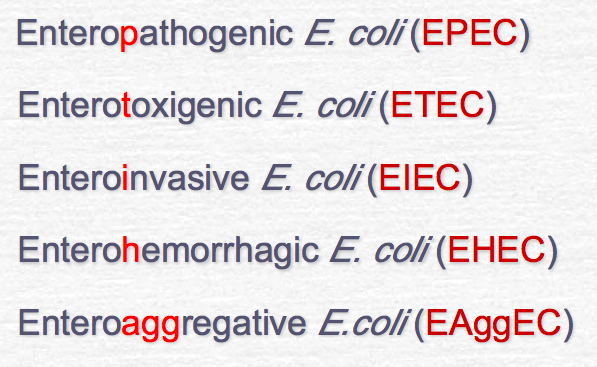 Enteropathogenic E. coli (EPEC)
Enterotoxigenic E. coli (ETEC)
Enteroinvasive E. coli (EIEC)
Enterohemorrhagic E. coli (EHEC)
Enteroaggregative E.coli (EAggEC)